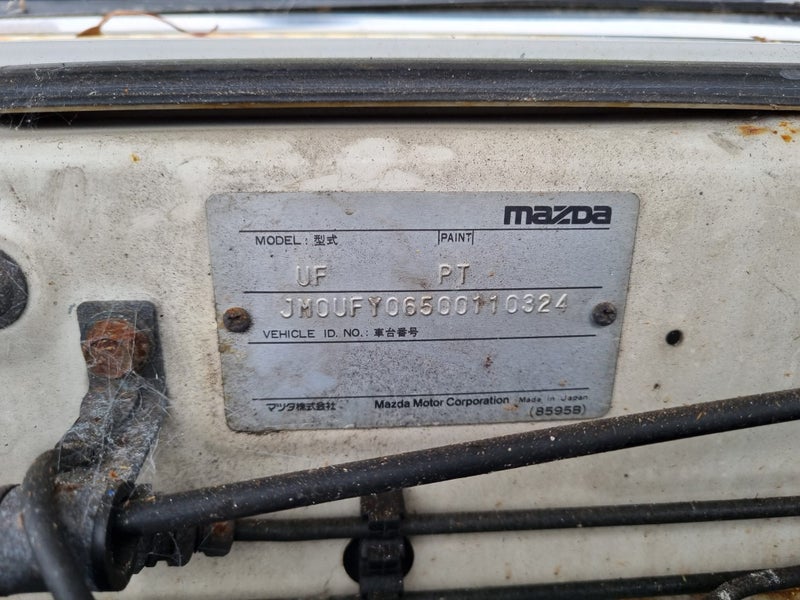 mazda
MODEL : 型式 PAINT
UF PT
JM0UFY06500110324
VEHICLE ID. NO. : 車台番号
マツダ株式会社 Mazda Motor Corporation Made in Japan
(8595B)